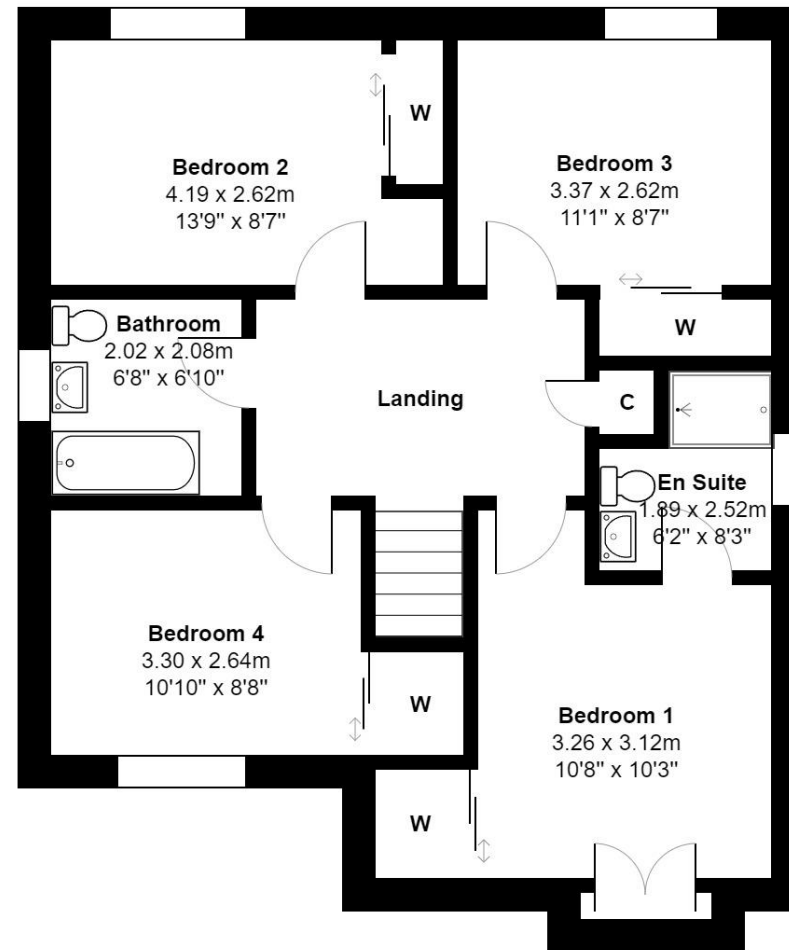 W
Bedroom 2
4.19 x 2.62m
13'9" x 8'7"
Bedroom 3
3.37 x 2.62m
11'1" x 8'7"
Bathroom
2.02 x 2.08m
6'8" x 6'10"
W
Landing
C
En Suite
1.89 x 2.52m
6'2" x 8'3"
Bedroom 4
3.30 x 2.64m
10'10" x 8'8"
W
Bedroom 1
3.26 x 3.12m
10'8" x 10'3"
W